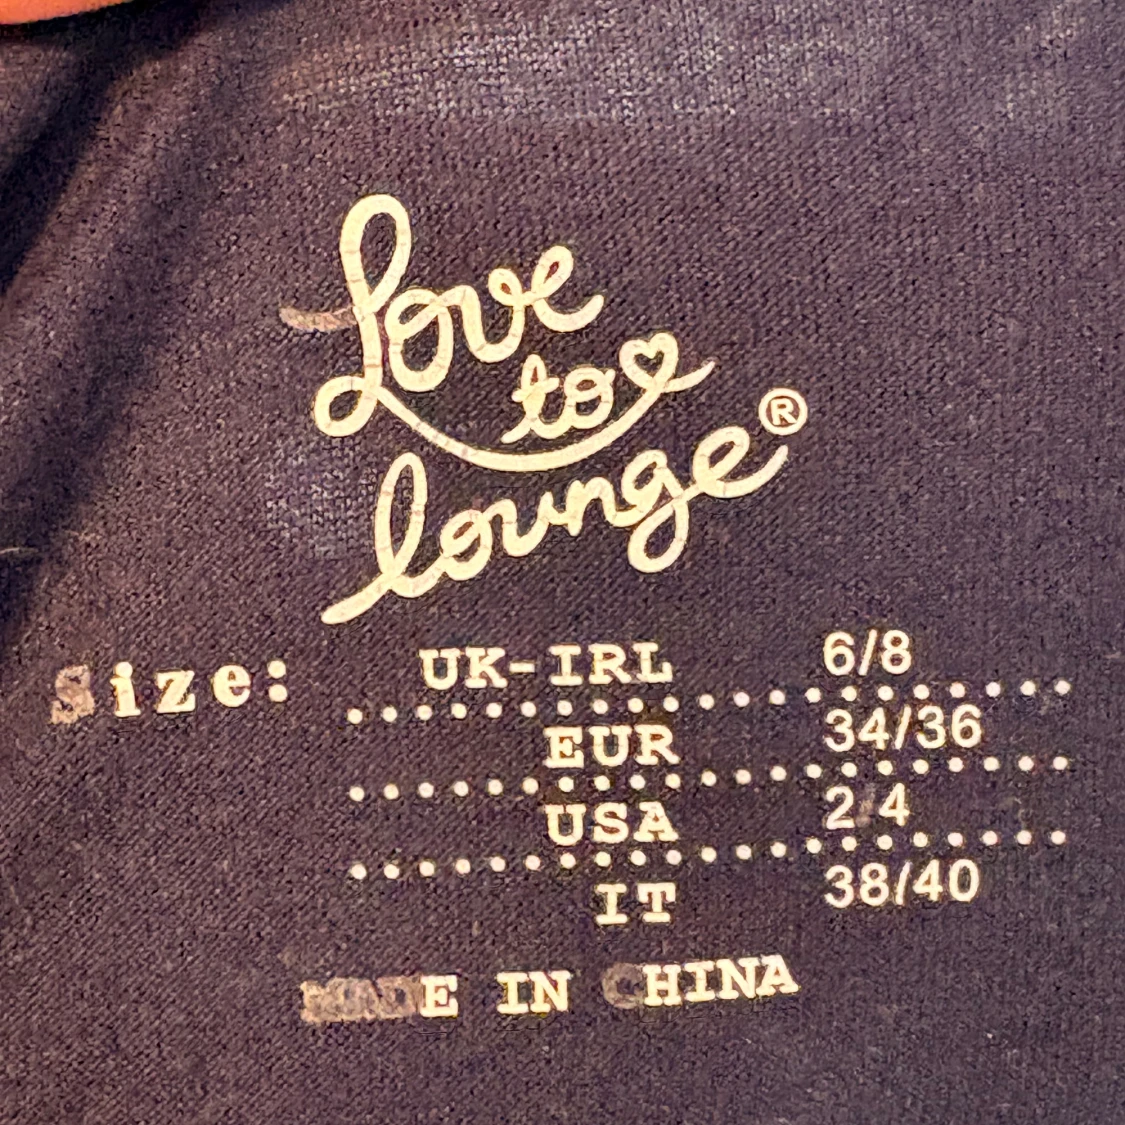 Love
to
lounge®
Size: UK-IRL 6/8
EUR 34/36
USA 2/4
IT 38/40
MADE IN CHINA